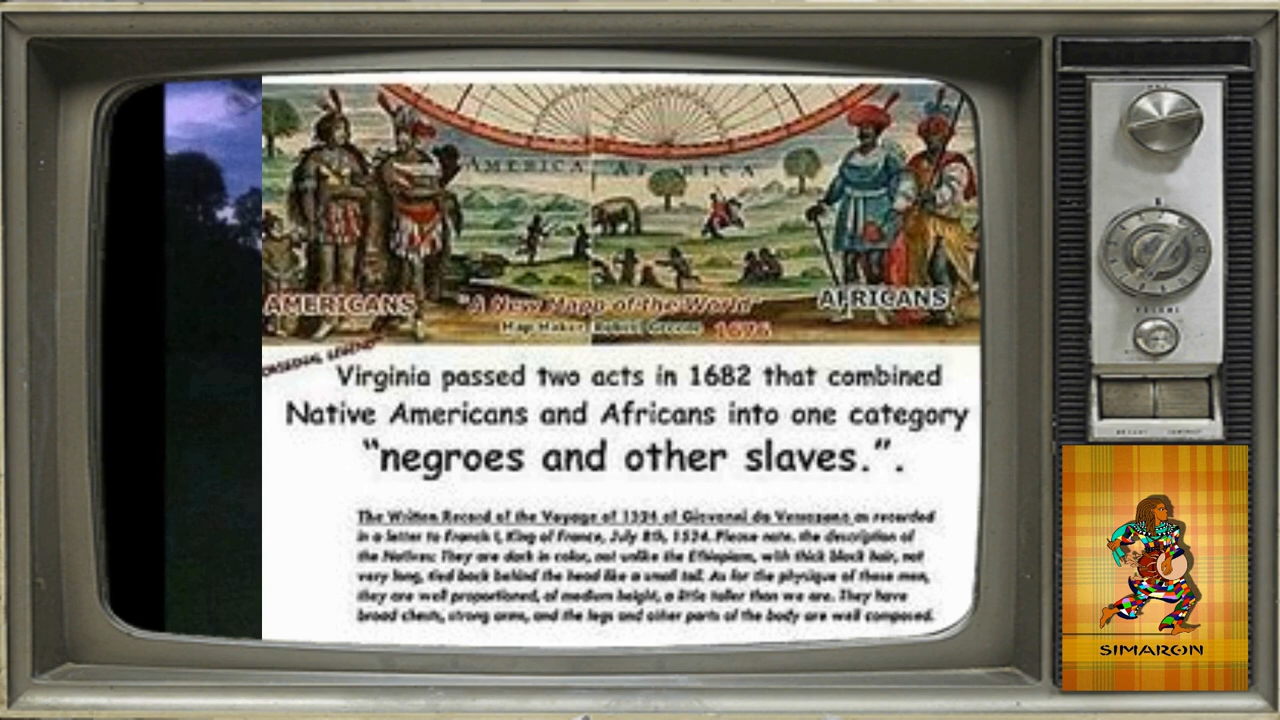 AMERICA AFRICA
AMERICANS
"A New Mapp of the World"
AFRICANS
Map Maker Robert Greene 1696
ORIGINAL LEGEND
Virginia passed two acts in 1682 that combined
Native Americans and Africans into one category
“negroes and other slaves.”.
The Written Record of the Voyage of 1524 of Giovanni da Verrazano as recorded
in a letter to Francis I, King of France, July 8th, 1524. Please note. the description of
the Natives: They are dark in color, not unlike the Ethiopians, with thick black hair, not
very long, tied back behind the head like a small tail. As for the physique of these men,
they are well proportioned, of medium height, a little taller than we are. They have
broad chests, strong arms, and the legs and other parts of the body are well composed.
VOLUME
SIMARON